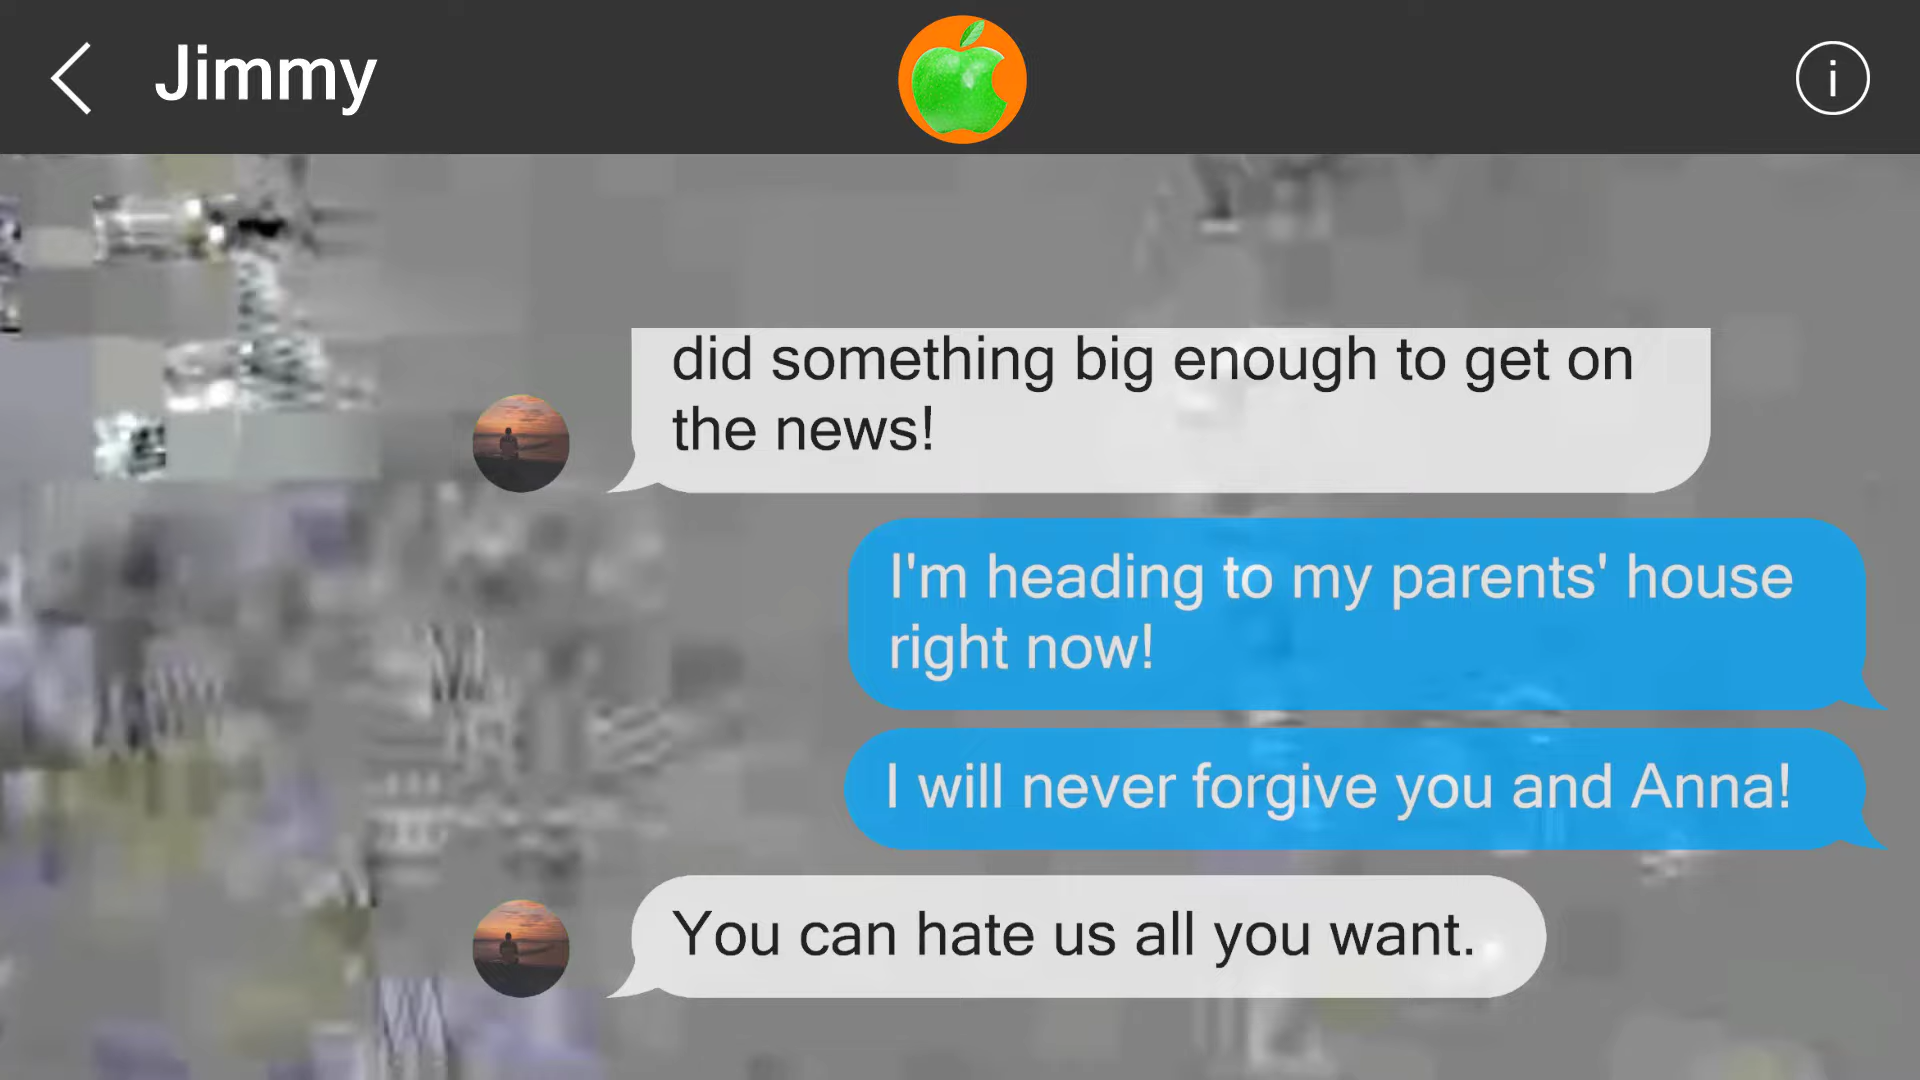 Jimmy
did something big enough to get on
the news!
I'm heading to my parents' house
right now!
I will never forgive you and Anna!
You can hate us all you want.